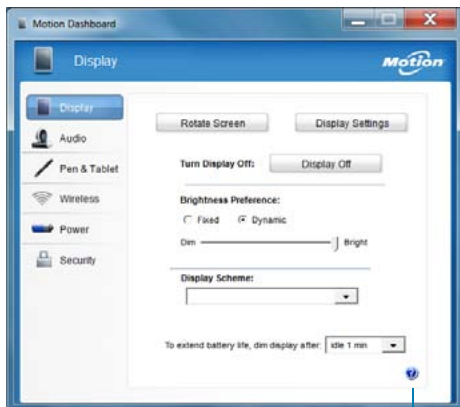 Motion Dashboard
Display
Motion
Display
Audio
Pen & Tablet
Wireless
Power
Security
Rotate Screen Display Settings
Turn Display Off: Display Off
Brightness Preference:
Fixed Dynamic
Dim Bright
Display Scheme:
To extend battery life, dim display after: idle 1 min
?